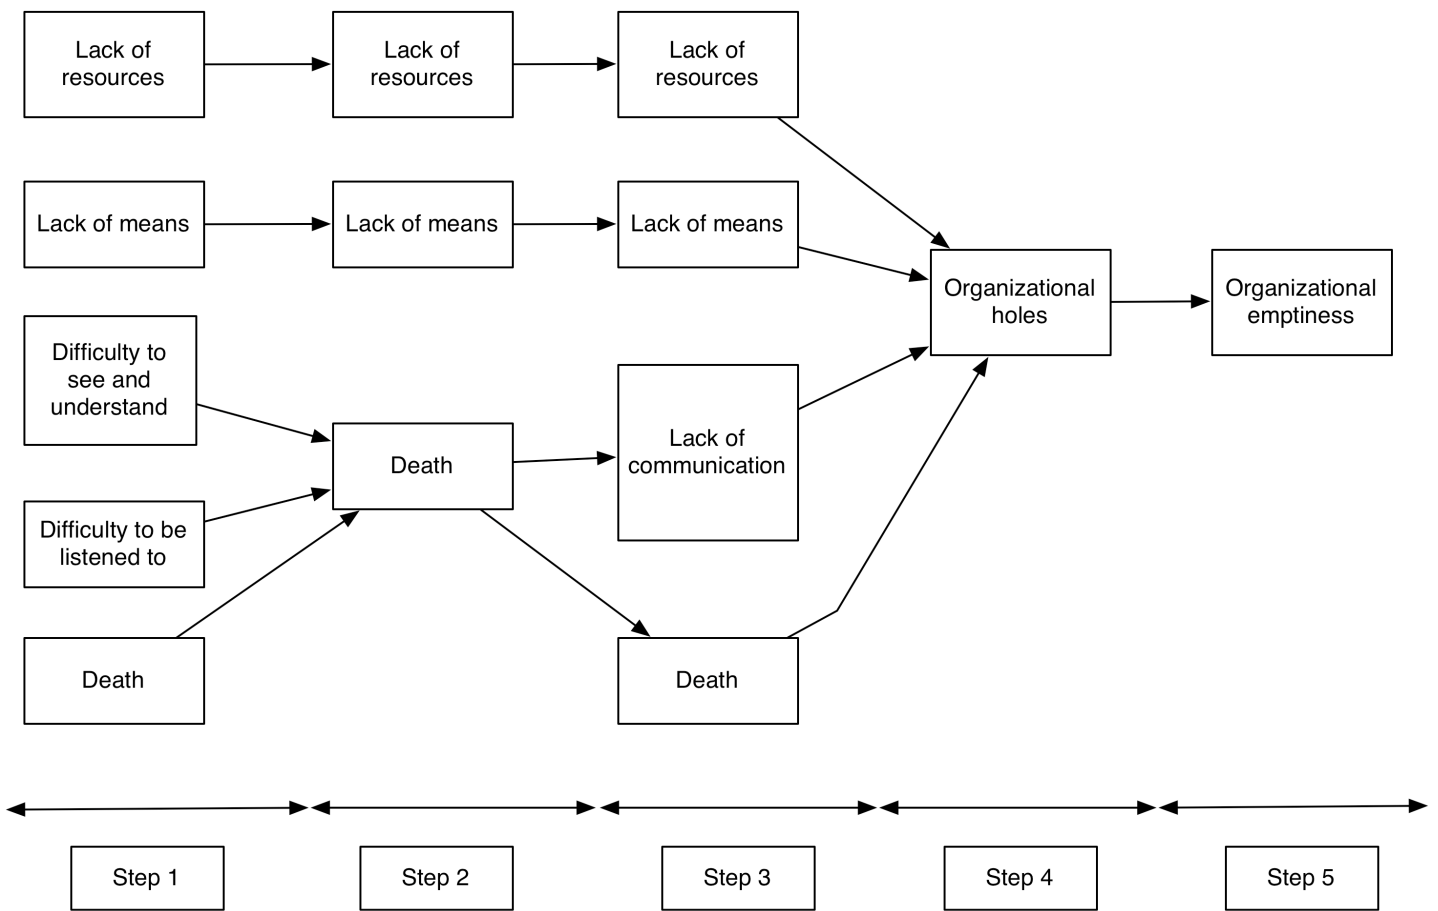 Lack of
resources
Lack of
resources
Lack of
resources
Lack of means
Lack of means
Lack of means
Organizational
holes
Organizational
emptiness
Difficulty to
see and
understand
Death
Lack of
communication
Difficulty to be
listened to
Death
Death
Step 1
Step 2
Step 3
Step 4
Step 5